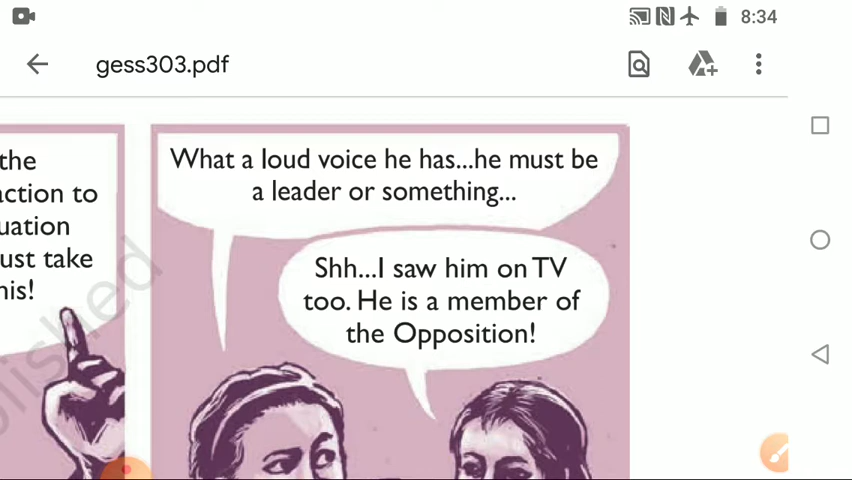 8:34
gess303.pdf
the
action to
uation
ust take
his!
What a loud voice he has...he must be
a leader or something...
Shh...I saw him on TV
too. He is a member of
the Opposition!